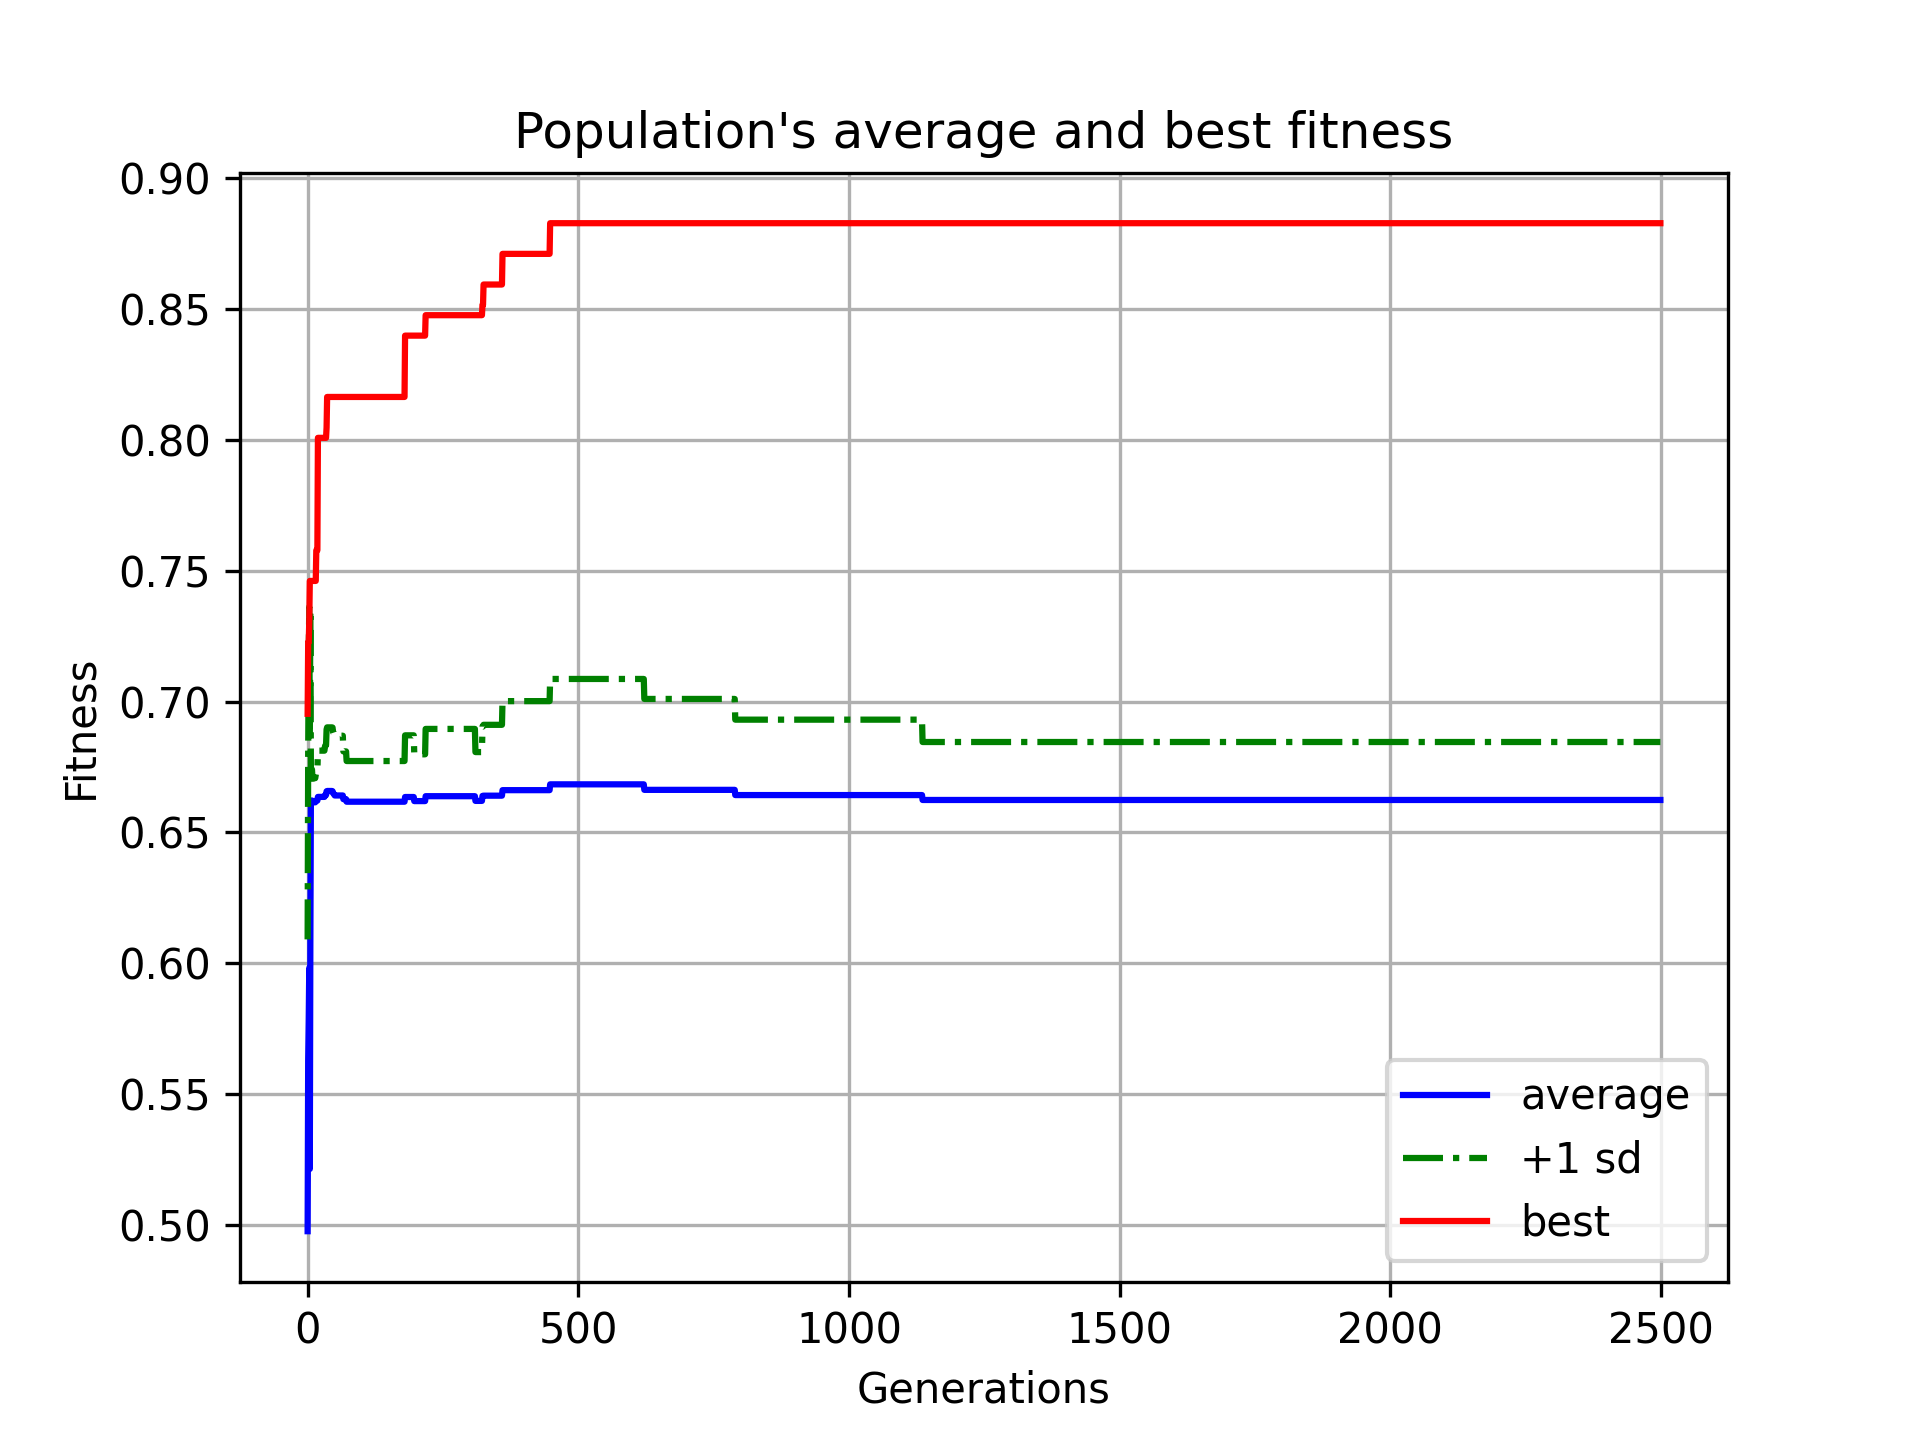 Population's average and best fitness
0.90
0.85
0.80
0.75
0.70
0.65
0.60
0.55
0.50
Fitness
average
+1 sd
best
0 500 1000 1500 2000 2500
Generations